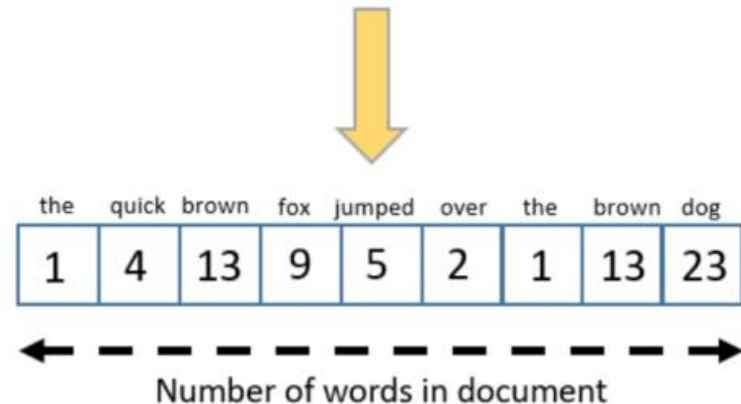 the quick brown fox jumped over the brown dog
1 4 13 9 5 2 1 13 23
Number of words in document